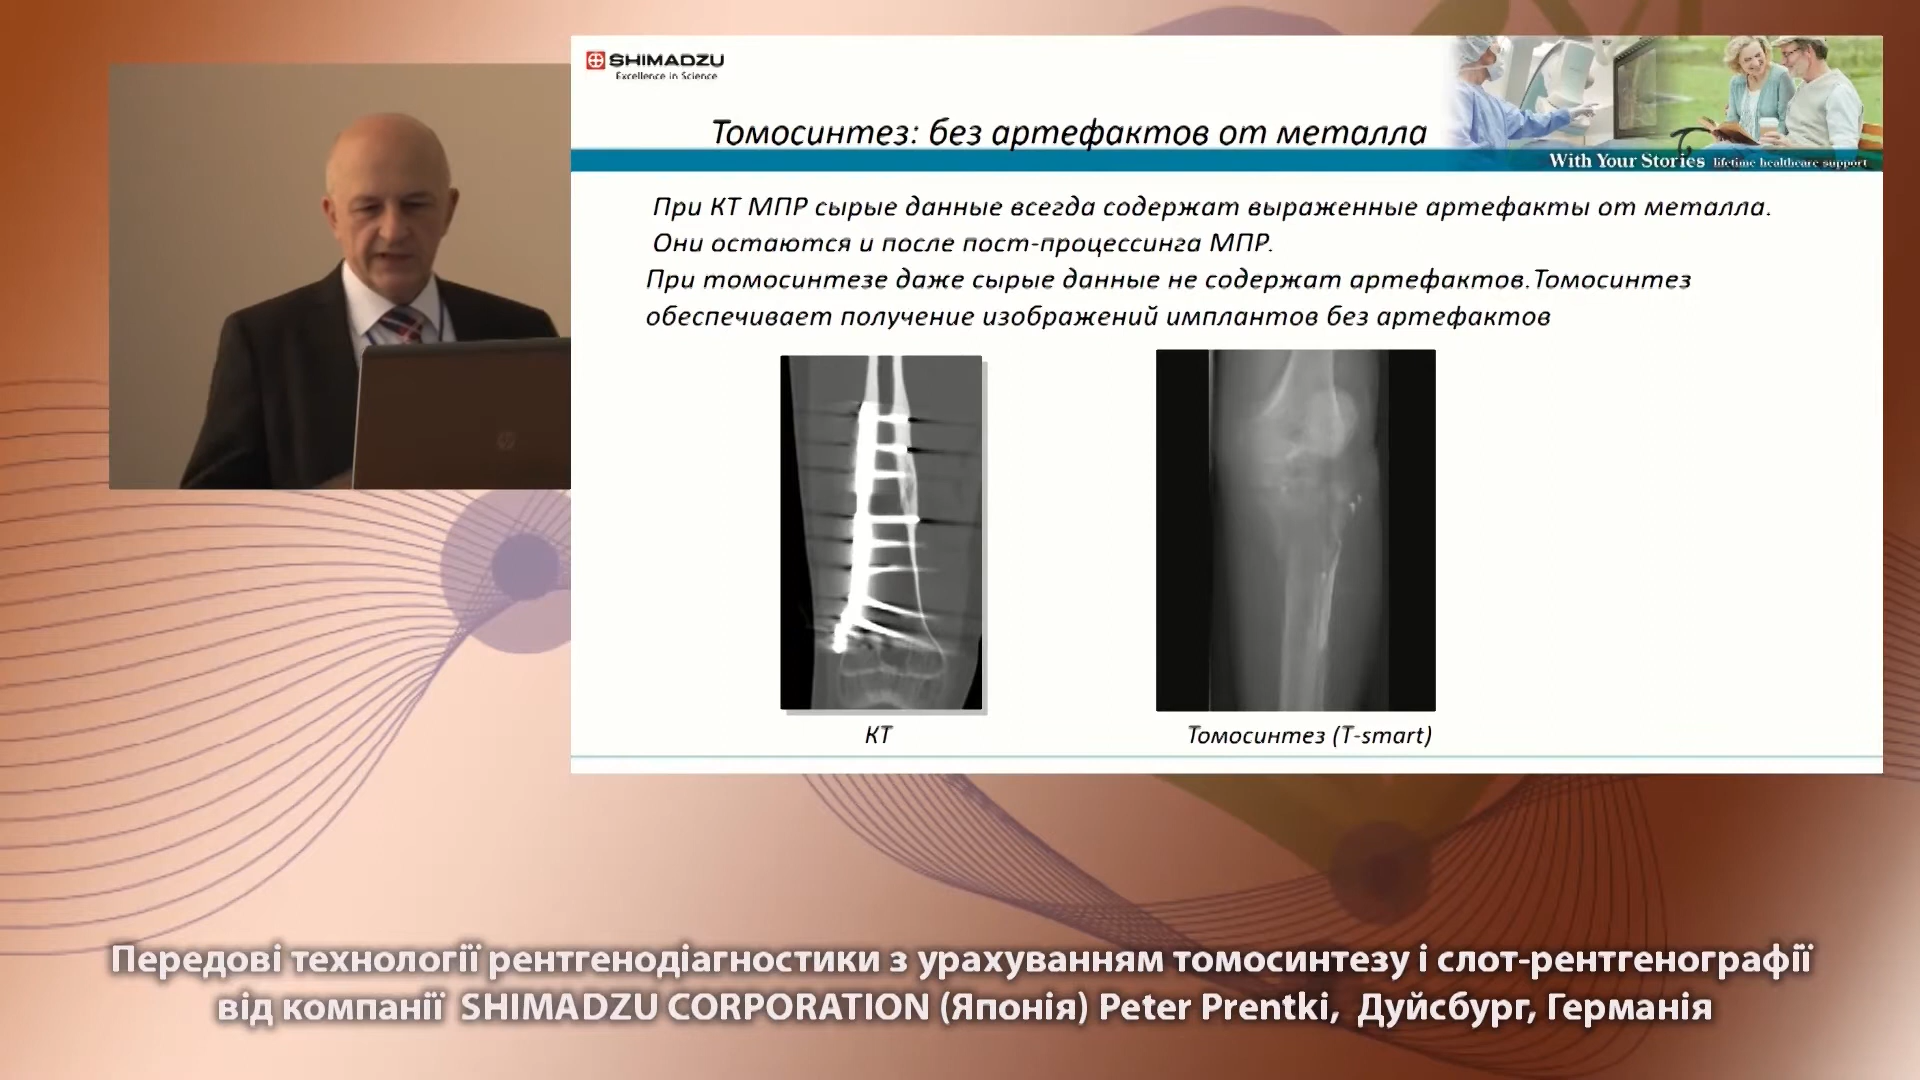 SHIMADZU
Excellence in Science
Томосинтез: без артефактов от металла
With Your Stories lifetime healthcare support
При КТ МПР сырые данные всегда содержат выраженные артефакты от металла.
Они остаются и после пост-процессинга МПР.
При томосинтезе даже сырые данные не содержат артефактов.Томосинтез
обеспечивает получение изображений имплантов без артефактов
КТ
Томосинтез (T-smart)
Передові технології рентгенодіагностики з урахуванням томосинтезу і слот-рентгенографії
від компанії SHIMADZU CORPORATION (Японія) Peter Prentki, Дуйсбург, Германія